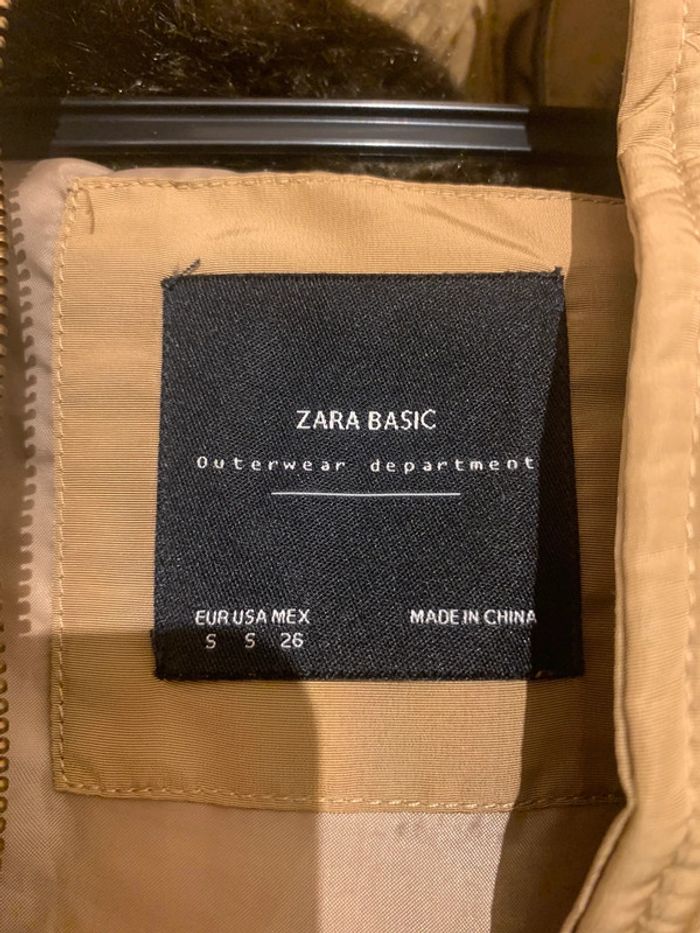 ZARA BASIC
Outerwear department
EUR USA MEX
S S 26
MADE IN CHINA